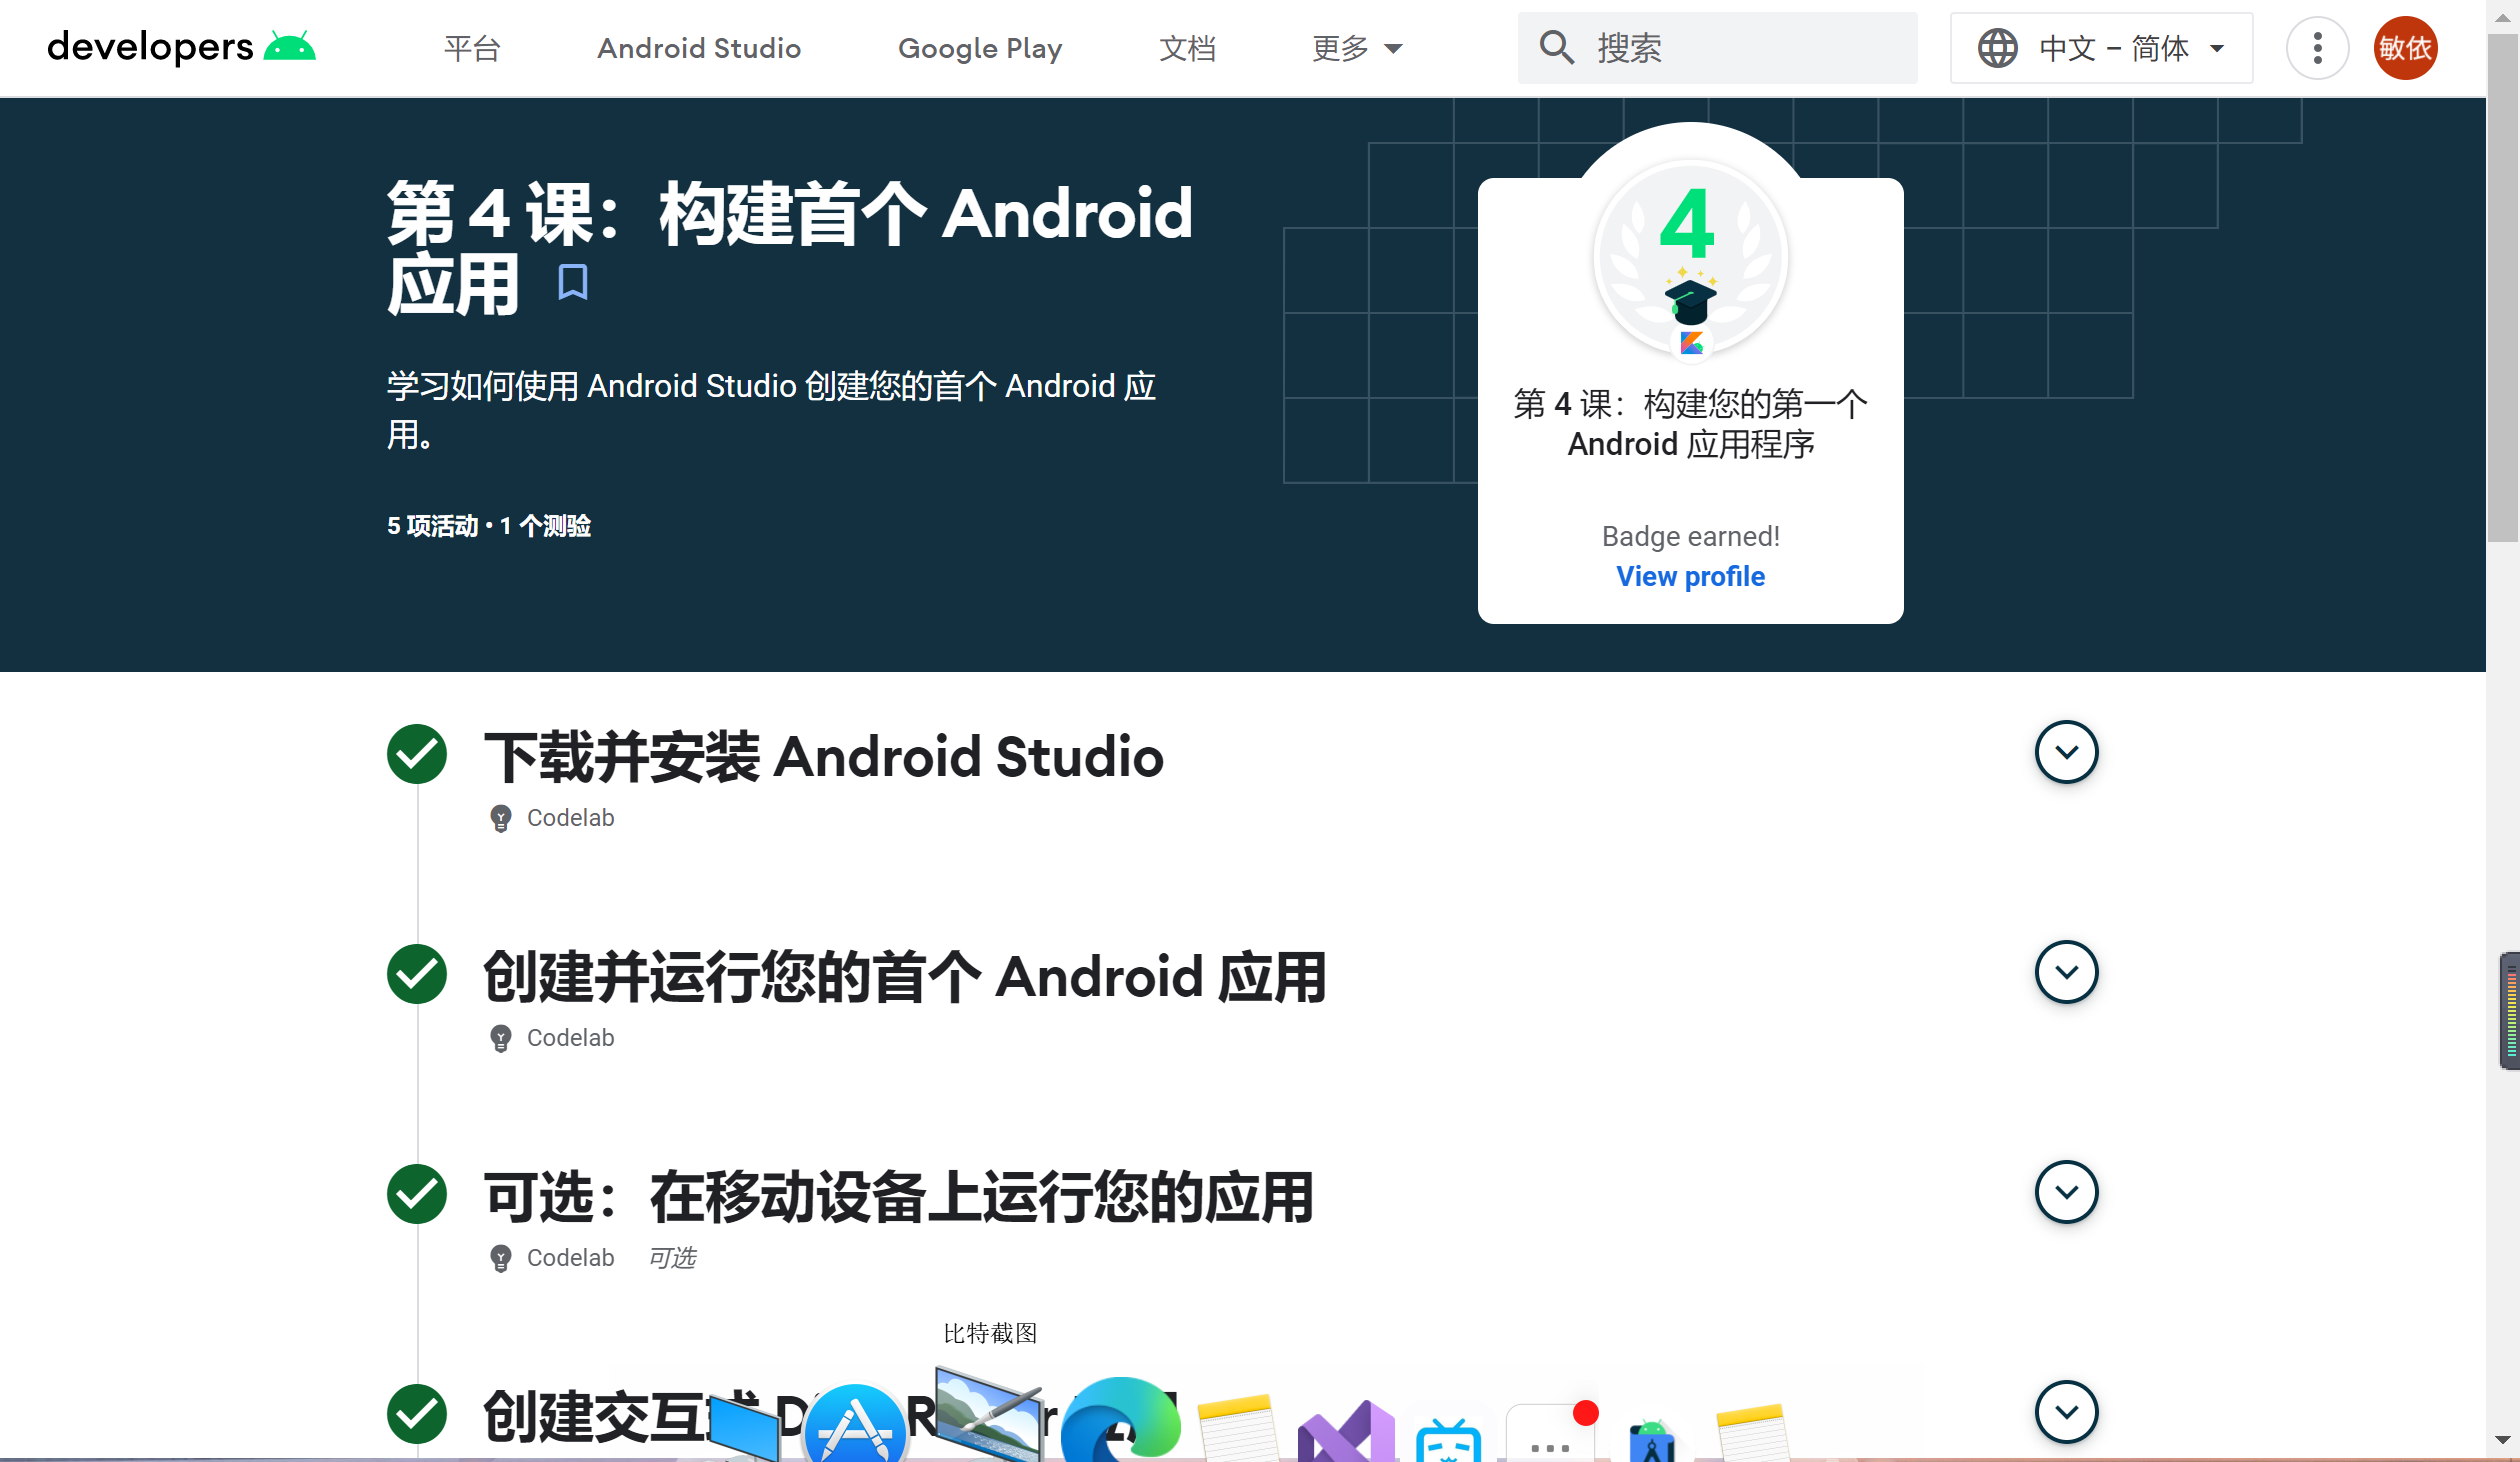 developers
平台
Android Studio
Google Play
文档
更多
搜索
中文 – 简体
敏依
第 4 课：构建首个 Android
应用
学习如何使用 Android Studio 创建您的首个 Android 应
用。
5 项活动 • 1 个测验
4
第 4 课：构建您的第一个
Android 应用程序
Badge earned!
View profile
下载并安装 Android Studio
Codelab
创建并运行您的首个 Android 应用
Codelab
可选：在移动设备上运行您的应用
Codelab
可选
比特截图
创建交互